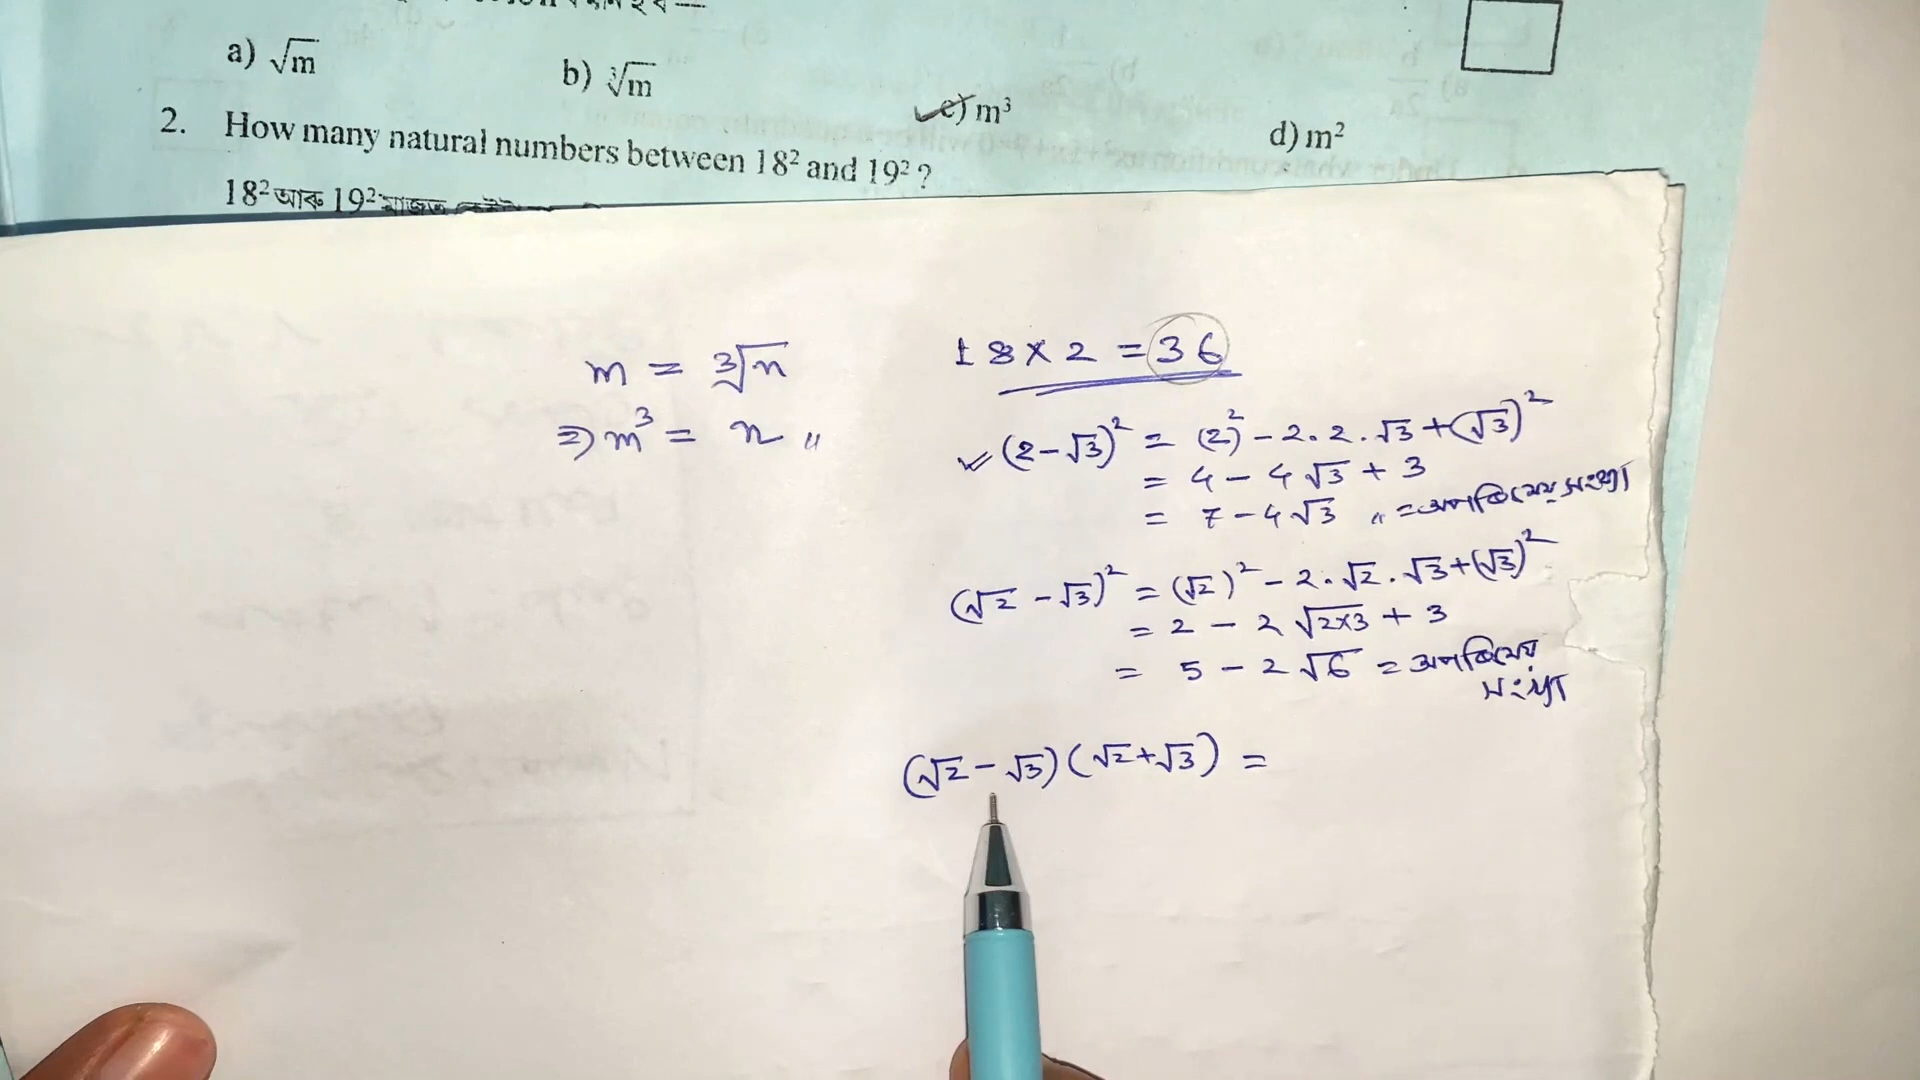 a) √m b) ∛m c) m³ d) m²
2. How many natural numbers between 18² and 19² ?
18² আৰু 19² মাজত
m = ∛n
⇒ m³ = n
18 × 2 = 36
(2 - √3)² = (2)² - 2 . 2 . √3 + (√3)²
= 4 - 4√3 + 3
= 7 - 4√3 = অপৰিমেয় সংখ্যা
(√2 - √3)² = (√2)² - 2 . √2 . √3 + (√3)²
= 2 - 2√2×3 + 3
= 5 - 2√6 = অপৰিমেয়
সংখ্যা
(√2 - √3) (√2 + √3) =